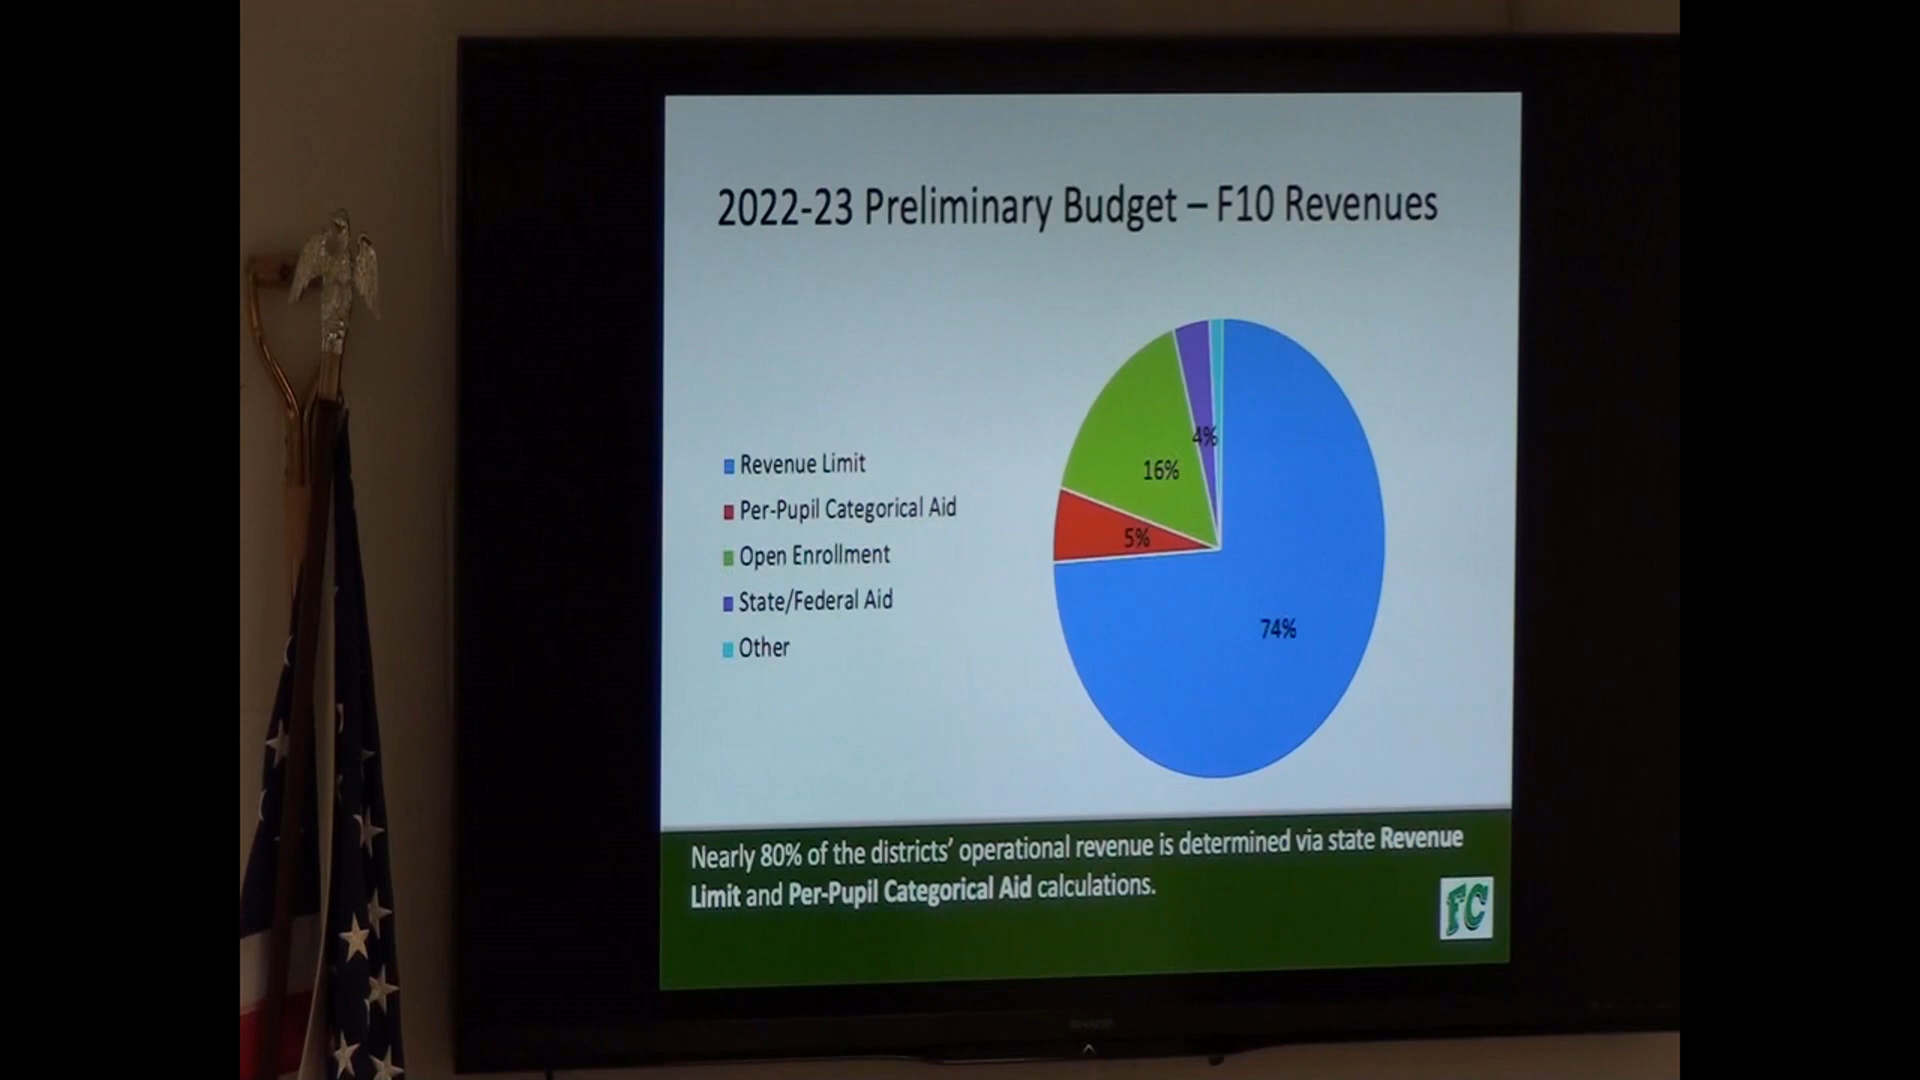 2022-23 Preliminary Budget – F10 Revenues
4%
16%
5%
74%
Revenue Limit
Per-Pupil Categorical Aid
Open Enrollment
State/Federal Aid
Other
Nearly 80% of the districts' operational revenue is determined via state Revenue
Limit and Per-Pupil Categorical Aid calculations.
FC
SHARP